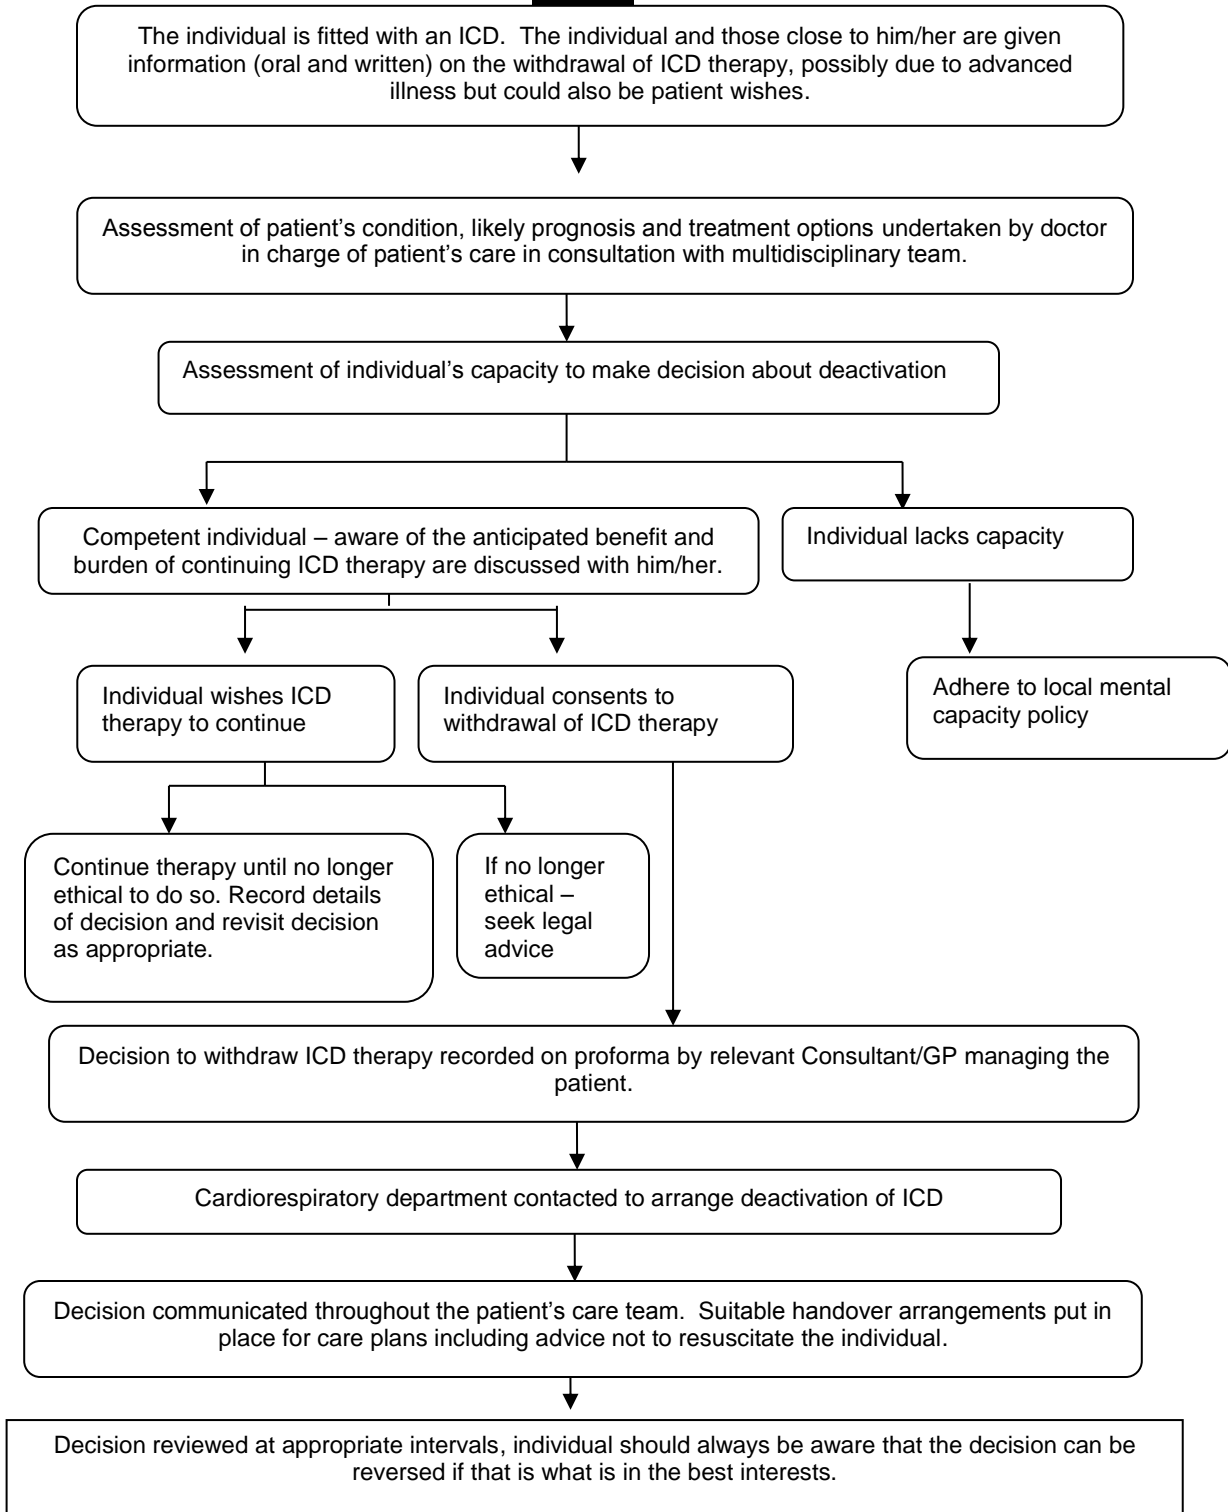 The individual is fitted with an ICD.  The individual and those close to him/her are given
information (oral and written) on the withdrawal of ICD therapy, possibly due to advanced
illness but could also be patient wishes.
Assessment of patient’s condition, likely prognosis and treatment options undertaken by doctor
in charge of patient’s care in consultation with multidisciplinary team.
Assessment of individual’s capacity to make decision about deactivation
Competent individual – aware of the anticipated benefit and
burden of continuing ICD therapy are discussed with him/her.
Individual lacks capacity
Individual wishes ICD
therapy to continue
Individual consents to
withdrawal of ICD therapy
Adhere to local mental
capacity policy
Continue therapy until no longer
ethical to do so. Record details
of decision and revisit decision
as appropriate.
If no longer
ethical –
seek legal
advice
Decision to withdraw ICD therapy recorded on proforma by relevant Consultant/GP managing the
patient.
Cardiorespiratory department contacted to arrange deactivation of ICD
Decision communicated throughout the patient’s care team.  Suitable handover arrangements put in
place for care plans including advice not to resuscitate the individual.
Decision reviewed at appropriate intervals, individual should always be aware that the decision can be
reversed if that is what is in the best interests.